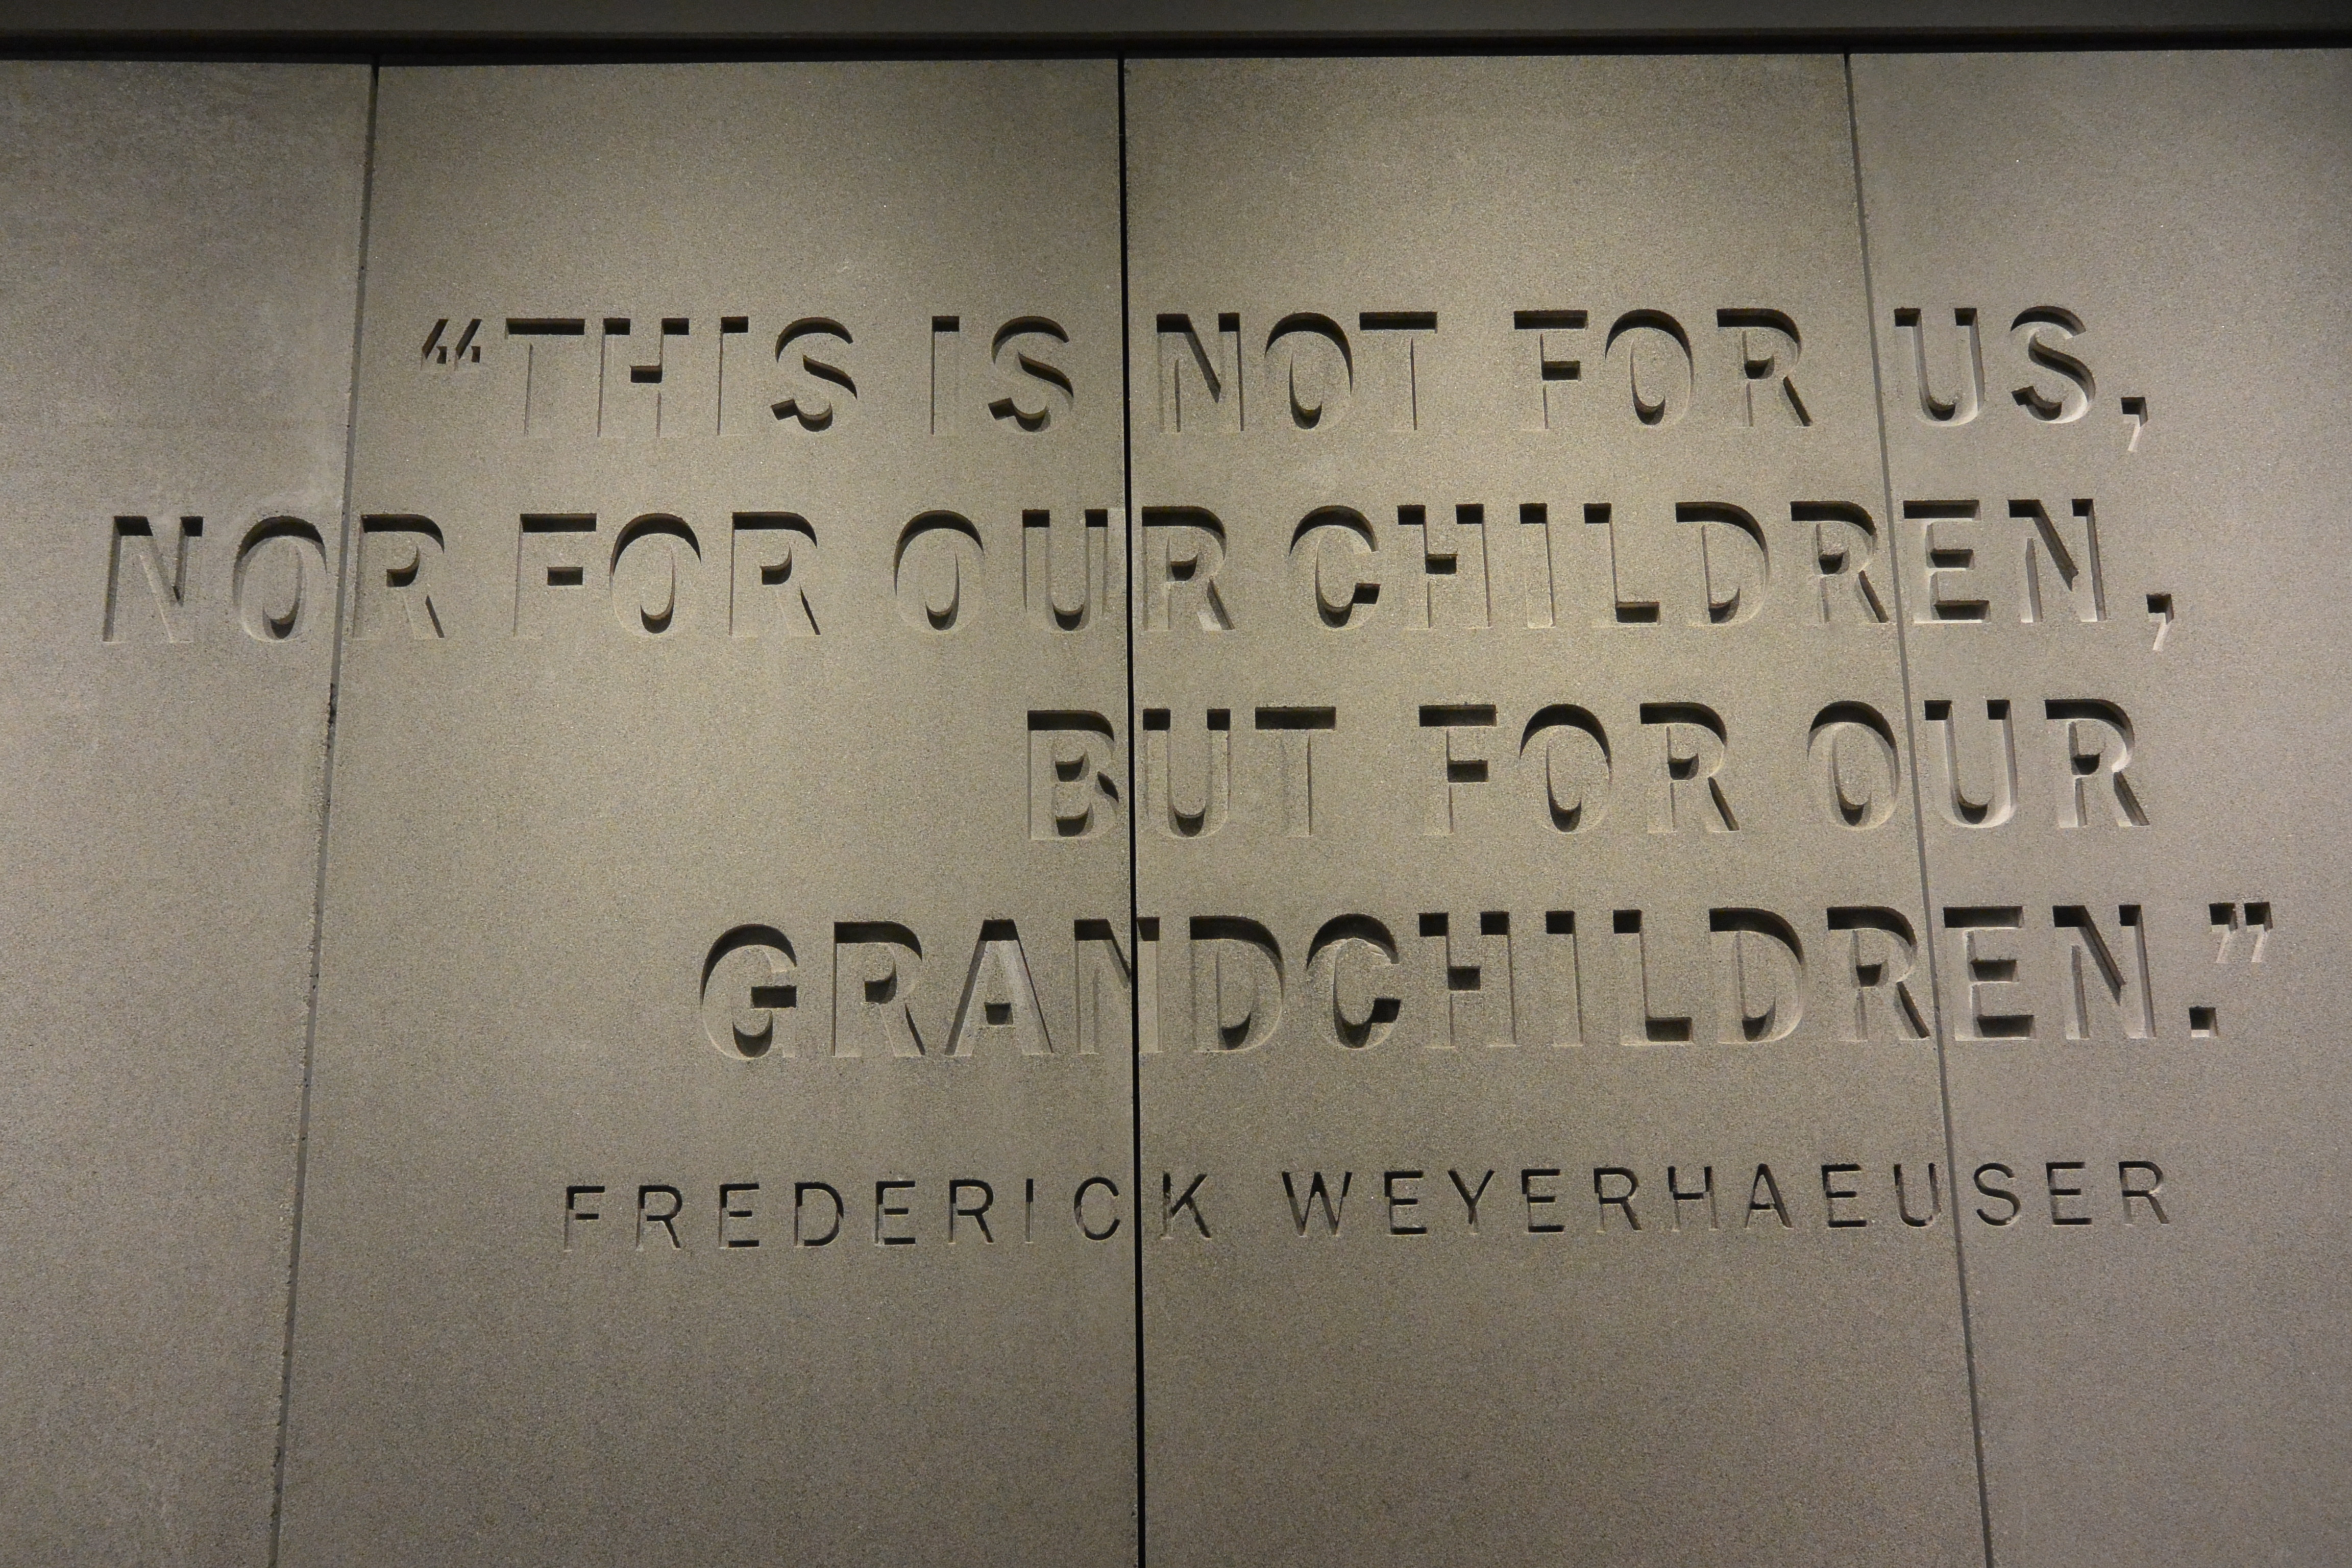 “THIS IS NOT FOR US,
NOR FOR OUR CHILDREN,
BUT FOR OUR
GRANDCHILDREN.”
FREDERICK WEYERHAEUSER